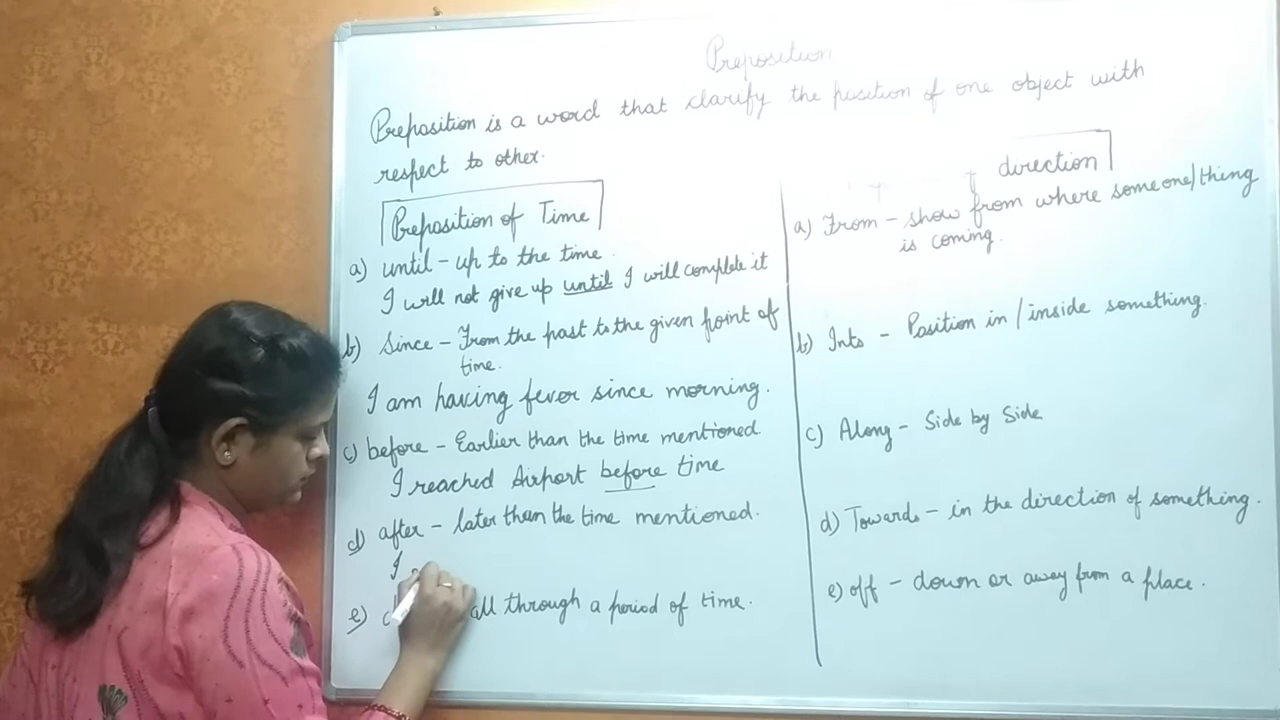 Preposition
Preposition is a word that clarify the position of one object with
respect to other.
Preposition of Time
a) until - up to the time.
I will not give up until I will complete it
b) Since - From the past to the given point of
time.
I am having fever since morning.
c) before - Earlier than the time mentioned
I reached Airport before time
d) after - later than the time mentioned.
I
e) all through a period of time.
direction
a) From - show from where someone/thing
is coming.
b) Into - Position in/inside something.
c) Along - Side by Side
d) Towards - in the direction of something.
e) off - down or away from a place.